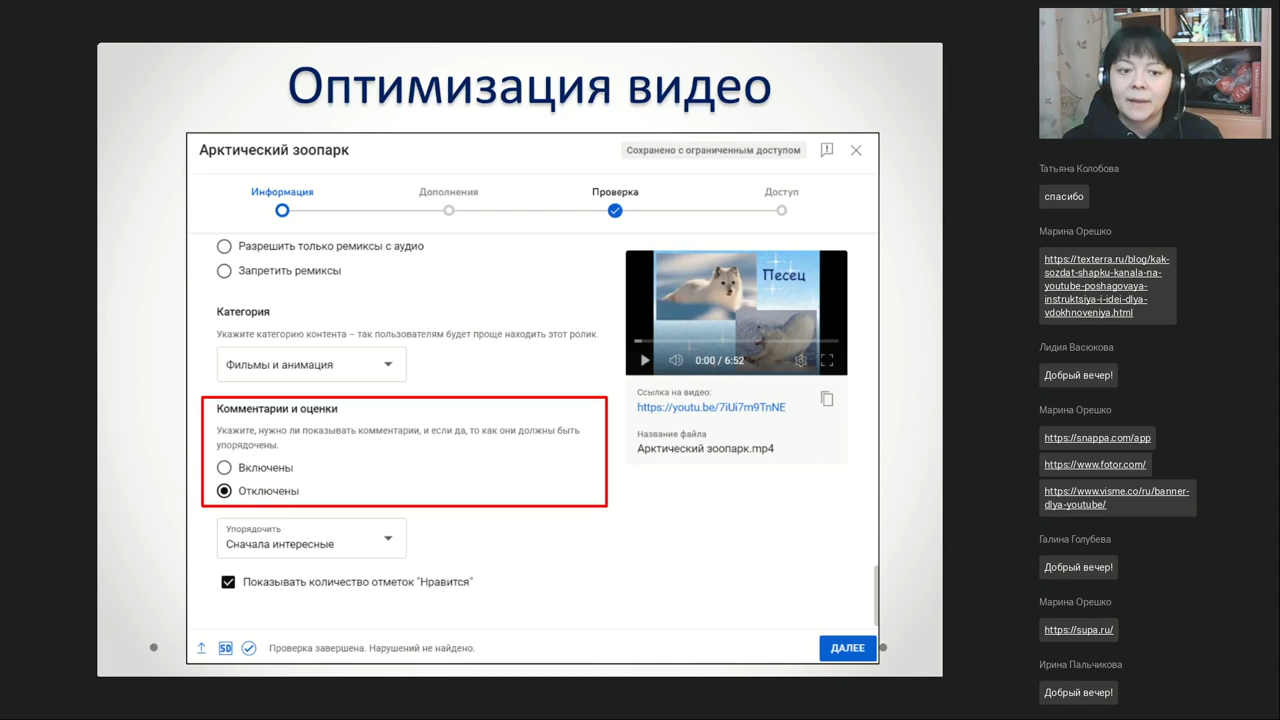 Оптимизация видео
Арктический зоопарк
Сохранено с ограниченным доступом
Информация
Дополнения
Проверка
Доступ
Разрешить только ремиксы с аудио
Запретить ремиксы
Категория
Укажите категорию контента – так пользователям будет проще находить этот ролик.
Фильмы и анимация
Комментарии и оценки
Укажите, нужно ли показывать комментарии, и если да, то как они должны быть
упорядочены.
Включены
Отключены
Упорядочить
Сначала интересные
Показывать количество отметок "Нравится"
Песец
0:00 / 6:52
Ссылка на видео:
https://youtu.be/7iUi7m9TnNE
Название файла
Арктический зоопарк.mp4
SD
Проверка завершена. Нарушений не найдено.
ДАЛЕЕ
Татьяна Колобова
спасибо
Марина Орешко
https://texterra.ru/blog/kak-
sozdat-shapku-kanala-na-
youtube-poshagovaya-
instruktsiya-i-idei-dlya-
vdokhnoveniya.html
Лидия Васюкова
Добрый вечер!
Марина Орешко
https://snappa.com/app
https://www.fotor.com/
https://www.visme.co/ru/banner-
dlya-youtube/
Галина Голубева
Добрый вечер!
Марина Орешко
https://supa.ru/
Ирина Пальчикова
Добрый вечер!